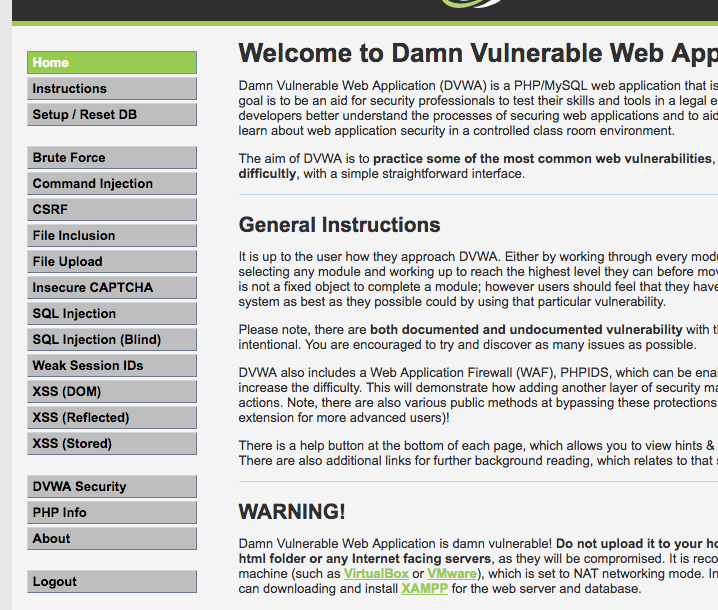 Home
Instructions
Setup / Reset DB
Brute Force
Command Injection
CSRF
File Inclusion
File Upload
Insecure CAPTCHA
SQL Injection
SQL Injection (Blind)
Weak Session IDs
XSS (DOM)
XSS (Reflected)
XSS (Stored)
DVWA Security
PHP Info
About
Logout
Welcome to Damn Vulnerable Web App
Damn Vulnerable Web Application (DVWA) is a PHP/MySQL web application that is
goal is to be an aid for security professionals to test their skills and tools in a legal e
developers better understand the processes of securing web applications and to aid
learn about web application security in a controlled class room environment.
The aim of DVWA is to practice some of the most common web vulnerabilities,
difficultly, with a simple straightforward interface.
General Instructions
It is up to the user how they approach DVWA. Either by working through every modu
selecting any module and working up to reach the highest level they can before mov
is not a fixed object to complete a module; however users should feel that they have
system as best as they possible could by using that particular vulnerability.
Please note, there are both documented and undocumented vulnerability with th
intentional. You are encouraged to try and discover as many issues as possible.
DVWA also includes a Web Application Firewall (WAF), PHPIDS, which can be ena
increase the difficulty. This will demonstrate how adding another layer of security ma
actions. Note, there are also various public methods at bypassing these protections
extension for more advanced users)!
There is a help button at the bottom of each page, which allows you to view hints &
There are also additional links for further background reading, which relates to that s
WARNING!
Damn Vulnerable Web Application is damn vulnerable! Do not upload it to your ho
html folder or any Internet facing servers, as they will be compromised. It is reco
machine (such as VirtualBox or VMware), which is set to NAT networking mode. In
can downloading and install XAMPP for the web server and database.